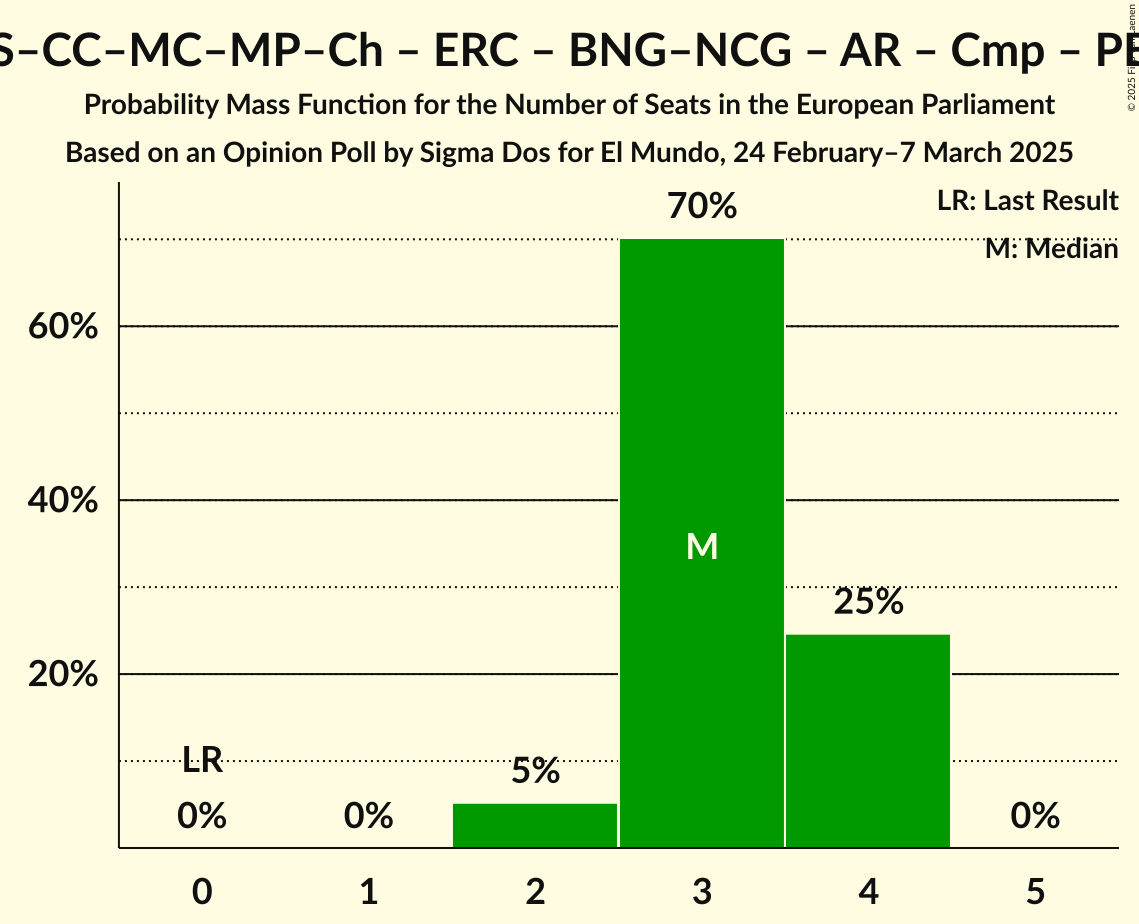 S–CC–MC–MP–Ch – ERC – BNG–NCG – AR – Cmp – PE
Probability Mass Function for the Number of Seats in the European Parliament
Based on an Opinion Poll by Sigma Dos for El Mundo, 24 February–7 March 2025
LR: Last Result
M: Median
70%
60%
40%
M
25%
20%
LR
5%
0%
0%
0%
0
1
2
3
4
5
© 2025